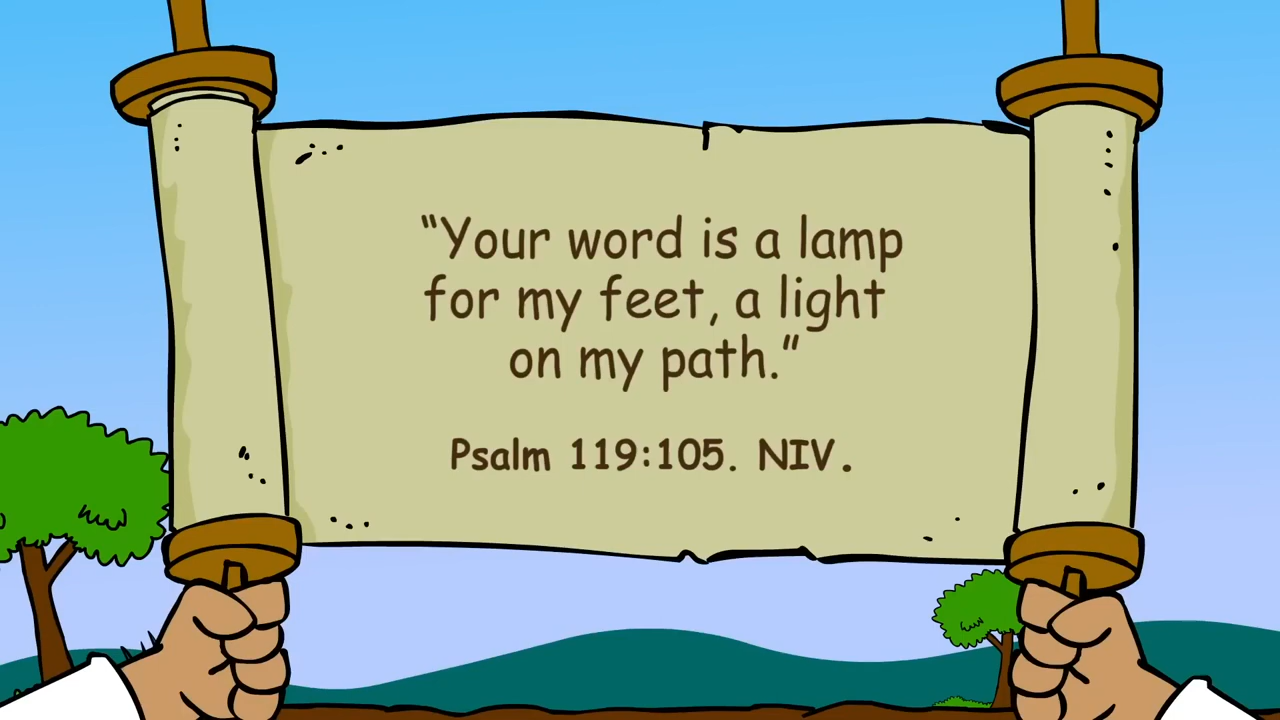 “Your word is a lamp
for my feet, a light
on my path.”
Psalm 119:105. NIV.